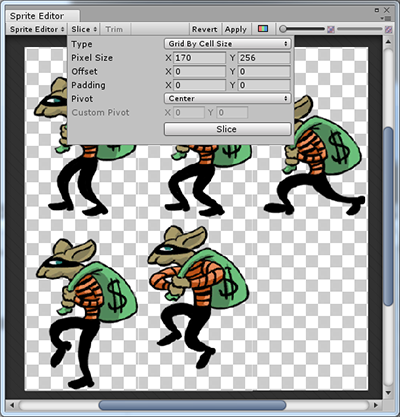 Sprite Editor
Sprite Editor Slice Trim Revert Apply
Type Grid By Cell Size
Pixel Size X 170 Y 256
Offset X 0 Y 0
Padding X 0 Y 0
Pivot Center
Custom Pivot X 0 Y 0
Slice
$ $ $
$ $